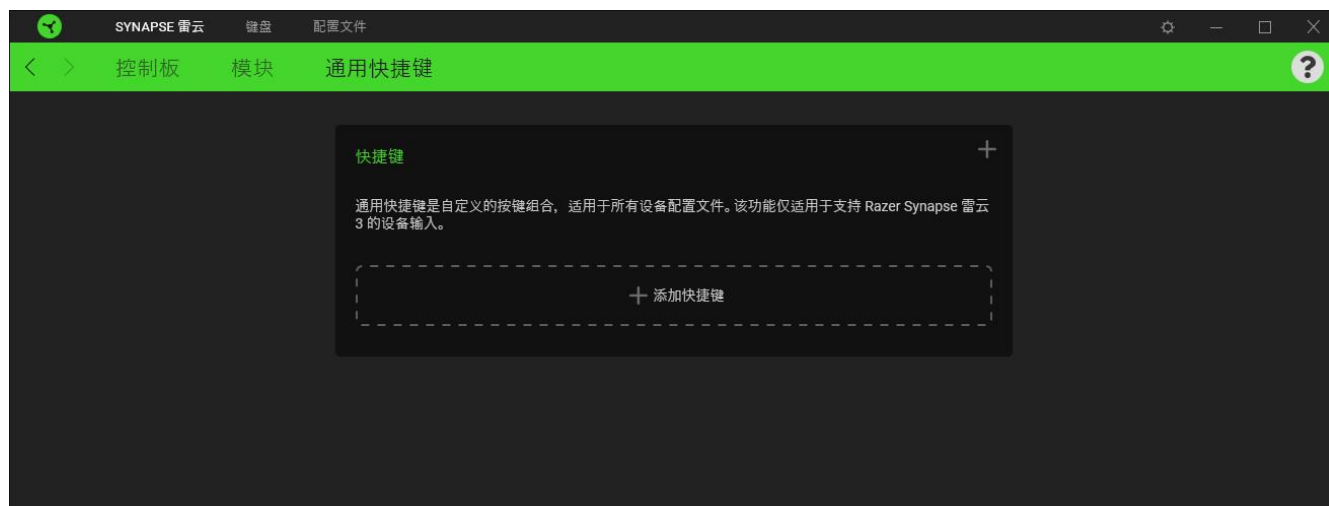 SYNAPSE 雷云 键盘 配置文件
控制板 模块 通用快捷键 ?
快捷键
通用快捷键是自定义的按键组合，适用于所有设备配置文件。该功能仅适用于支持 Razer Synapse 雷云
3 的设备输入。
添加快捷键